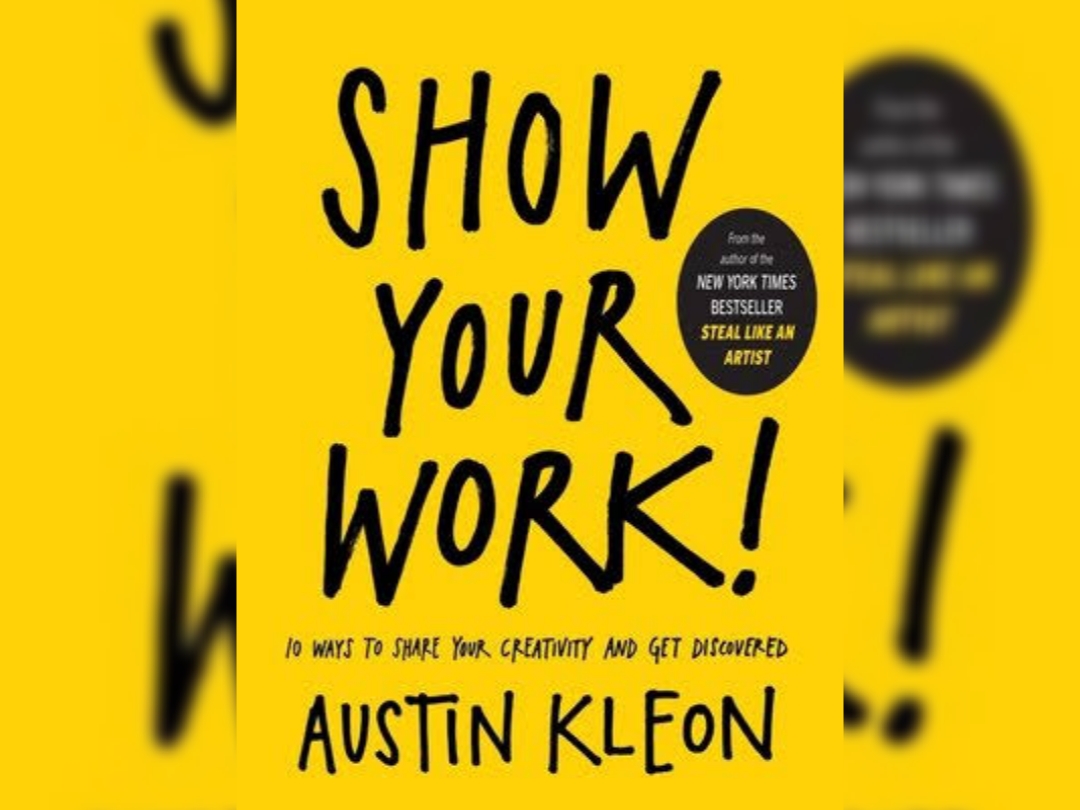 SHOW
YOUR
WORK!
From the
author of the
NEW YORK TIMES
BESTSELLER
STEAL LIKE AN
ARTIST
10 WAYS TO SHARE YOUR CREATIVITY AND GET DISCOVERED
AUSTIN KLEON